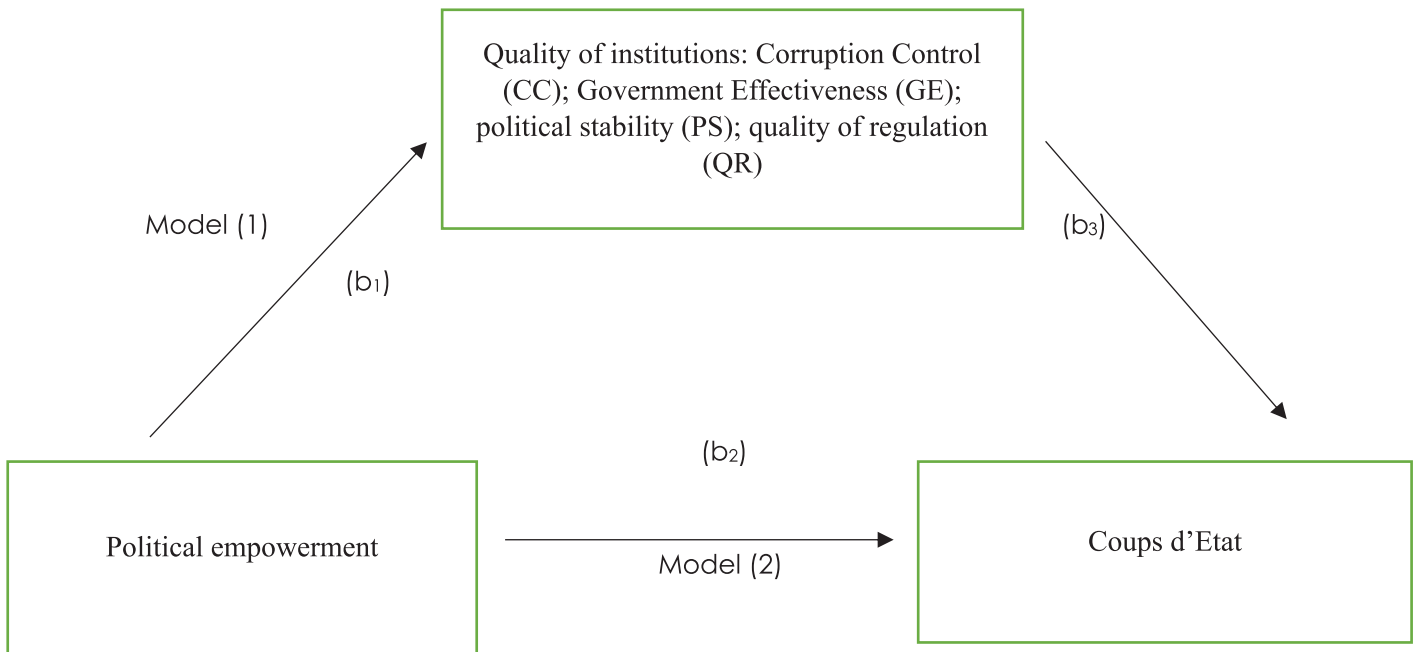 Quality of institutions: Corruption Control
(CC); Government Effectiveness (GE);
political stability (PS); quality of regulation
(QR)
Model (1)
(b₁)
(b₃)
(b₂)
Political empowerment
Model (2)
Coups d’Etat